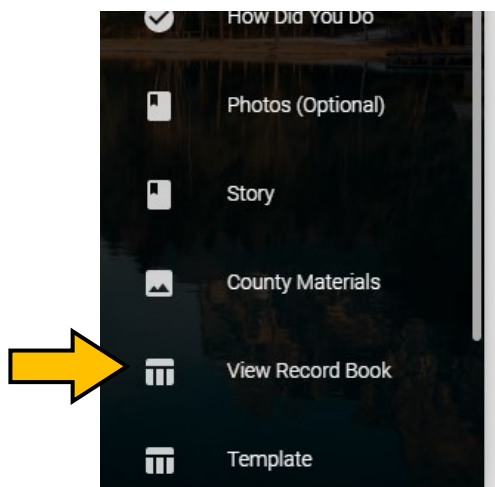 How Did You Do
Photos (Optional)
Story
County Materials
View Record Book
Template